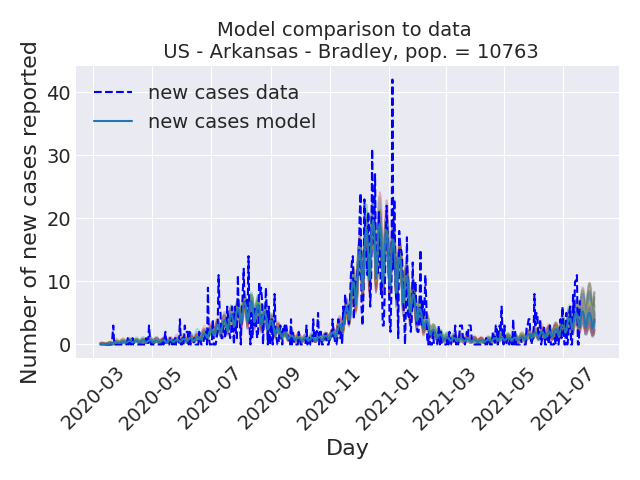 Model comparison to data
US - Arkansas - Bradley, pop. = 10763
Number of new cases reported
40
30
20
10
0
new cases data
new cases model
2020-03
2020-05
2020-07
2020-09
2020-11
2021-01
2021-03
2021-05
2021-07
Day